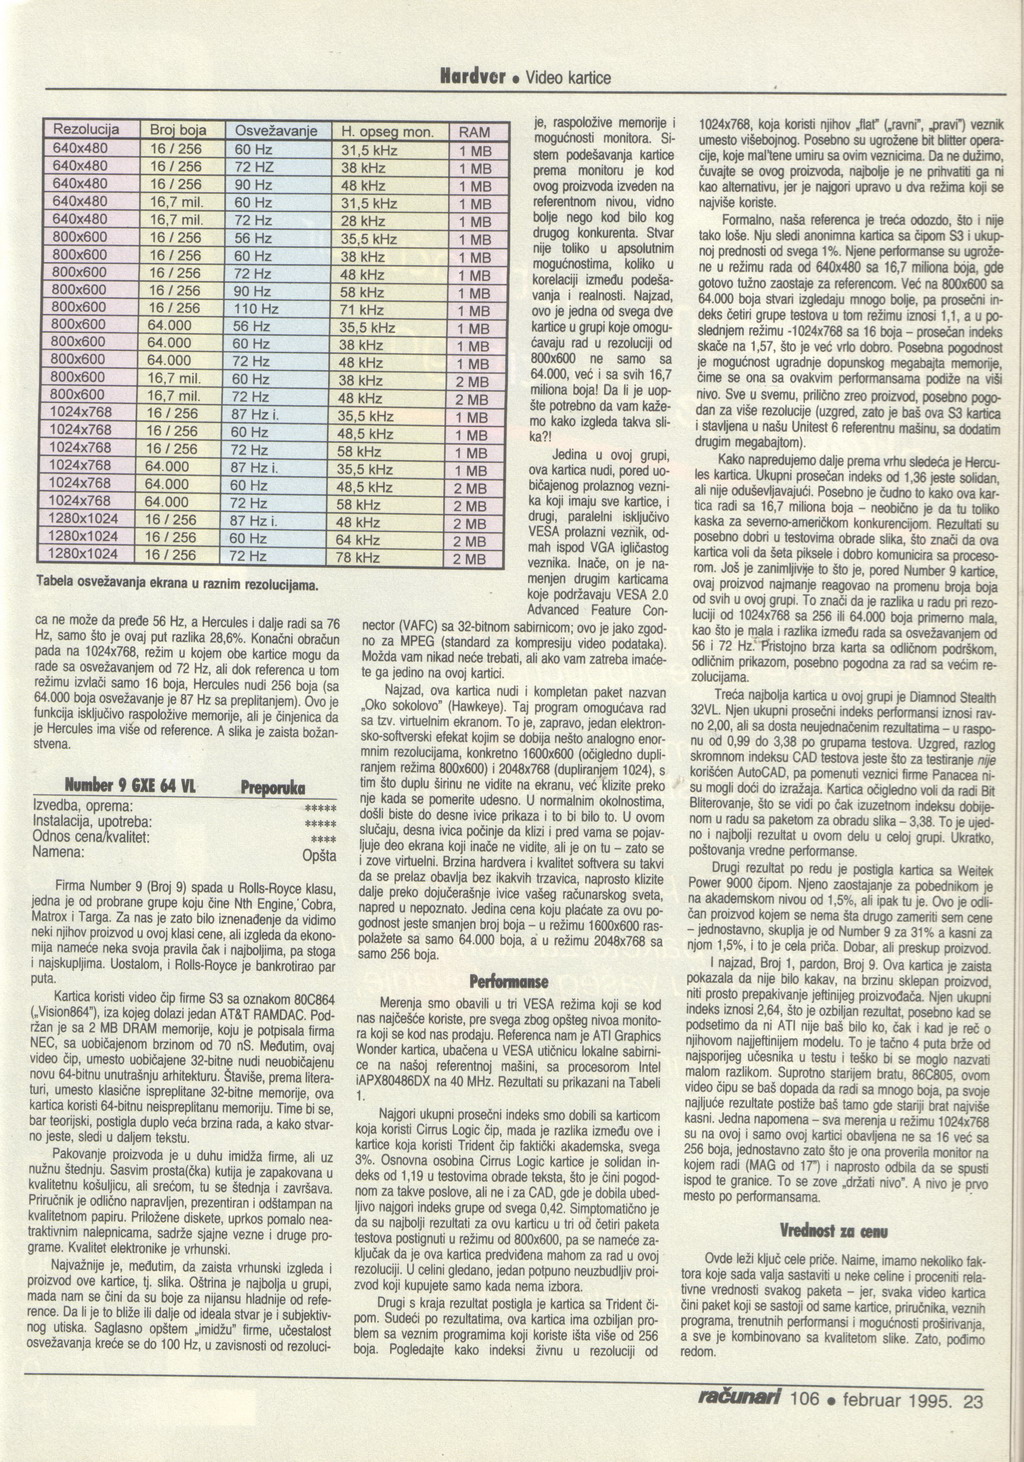 Hardver • Video kartice
Rezolucija Broj boja Osvežavanje H. opseg mon. RAM
640x480 16 / 256 60 Hz 31,5 kHz 1 MB
640x480 16 / 256 72 HZ 38 kHz 1 MB
640x480 16 / 256 90 Hz 48 kHz 1 MB
640x480 16,7 mil. 60 Hz 31,5 kHz 1 MB
640x480 16,7 mil. 72 Hz 28 kHz 1 MB
800x600 16 / 256 56 Hz 35,5 kHz 1 MB
800x600 16 / 256 60 Hz 38 kHz 1 MB
800x600 16 / 256 72 Hz 48 kHz 1 MB
800x600 16 / 256 90 Hz 58 kHz 1 MB
800x600 16 / 256 110 Hz 71 kHz 1 MB
800x600 64.000 56 Hz 35,5 kHz 1 MB
800x600 64.000 60 Hz 38 kHz 1 MB
800x600 64.000 72 Hz 48 kHz 1 MB
800x600 16,7 mil. 60 Hz 38 kHz 2 MB
800x600 16,7 mil. 72 Hz 48 kHz 2 MB
1024x768 16 / 256 87 Hz i. 35,5 kHz 1 MB
1024x768 16 / 256 60 Hz 48,5 kHz 1 MB
1024x768 16 / 256 72 Hz 58 kHz 1 MB
1024x768 64.000 87 Hz i. 35,5 kHz 1 MB
1024x768 64.000 60 Hz 48,5 kHz 2 MB
1024x768 64.000 72 Hz 58 kHz 2 MB
1280x1024 16 / 256 87 Hz i. 48 kHz 2 MB
1280x1024 16 / 256 60 Hz 64 kHz 2 MB
1280x1024 16 / 256 72 Hz 78 kHz 2 MB
Tabela osvežavanja ekrana u raznim rezolucijama.
ca ne može da pređe 56 Hz, a Hercules i dalje radi sa 76
Hz, samo što je ovaj put razlika 28,6%. Konačni obračun
pada na 1024x768, režim u kojem obe kartice mogu da
rade sa osvežavanjem od 72 Hz, ali dok referenca u tom
režimu izvlači samo 16 boja, Hercules nudi 256 boja (sa
64.000 boja osvežavanje je 87 Hz sa preplitanjem). Ovo je
funkcija isključivo raspoložive memorije, ali je činjenica da
je Hercules ima više od reference. A slika je zaista božan-
stvena.
Number 9 GXE 64 VL Preporuka
Izvedba, oprema: *****
Instalacija, upotreba: *****
Odnos cena/kvalitet: ****
Namena: Opšta
Firma Number 9 (Broj 9) spada u Rolls-Royce klasu,
jedna je od probrane grupe koju čine Nth Engine, Cobra,
Matrox i Targa. Za nas je zato bilo iznenađenje da vidimo
neki njihov proizvod u ovoj klasi cene, ali izgleda da ekono-
mija nameće neka svoja pravila čak i najboljima, pa stoga
i najskupljima. Uostalom, i Rolls-Royce je bankrotirao par
puta.
Kartica koristi video čip firme S3 sa oznakom 80C864
(„Vision864”), iza kojeg dolazi jedan AT&T RAMDAC. Pod-
ržan je sa 2 MB DRAM memorije, koju je potpisala firma
NEC, sa uobičajenom brzinom od 70 nS. Međutim, ovaj
video čip, umesto uobičajene 32-bitne nudi neuobičajenu
novu 64-bitnu unutrašnju arhitekturu. Štaviše, prema litera-
turi, umesto klasične isprepiltane 32-bitne memorije, ova
kartica koristi 64-bitnu neispreplitanu memoriju. Time bi se,
bar teorijski, postigla duplo veća brzina rada, a kako stvar-
no jeste, sledi u daljem tekstu.
Pakovanje proizvoda je u duhu imidža firme, ali uz
nužnu štednju. Sasvim prosta(čka) kutija je zapakovana u
kvalitetnu košuljicu, ali srećom, tu se štednja i završava.
Priručnik je odlično napravljen, prezentiran i odštampan na
kvalitetnom papiru. Priložene diskete, uprkos pomalo nea-
traktivnim nalepnicama, sadrže sjajne vezne i druge pro-
grame. Kvalitet elektronike je vrhunski.
Najvažnije je, međutim, da zaista vrhunski izgleda i
proizvod ove kartice, tj. slika. Oštrina je najbolja u grupi,
mada nam se čini da su boje za nijansu hladnije od refe-
rence. Da li je to bliže ili dalje od ideala stvar je i subjektiv-
nog utiska. Saglasno opštem „imidžu” firme, učestalost
osvežavanja kreće se do 100 Hz, u zavisnosti od rezoluci-
je, raspoložive memorije i
mogućnosti monitora. Si-
stem podešavanja kartice
prema monitoru je kod
ovog proizvoda izveden na
referentnom nivou, vidno
bolje nego kod bilo kog
drugog konkurenta. Stvar
nije toliko u apsolutnim
mogućnostima, koliko u
korelaciji između podeša-
vanja i realnosti. Najzad,
ovo je jedna od svega dve
kartice u grupi koje omogu-
ćavaju rad u rezoluciji od
800x600 ne samo sa
64.000, već i sa svih 16,7
miliona boja! Da li je uop-
šte potrebno da vam kaže-
mo kako izgleda takva sli-
ka?!
Jedina u ovoj grupi,
ova kartica nudi, pored uo-
bičajenog prolaznog vezni-
ka koji imaju sve kartice, i
drugi, paralelni isključivo
VESA prolazni veznik, od-
mah ispod VGA igličastog
veznika. Inače, on je na-
menjen drugim karticama
koje podržavaju VESA 2.0
Advanced Feature Con-
nector (VAFC) sa 32-bitnom sabirnicom; ovo je jako zgod-
no za MPEG (standard za kompresiju video podataka).
Možda vam nikad neće trebati, ali ako vam zatreba imaće-
te ga jedino na ovoj kartici.
Najzad, ova kartica nudi i kompletan paket nazvan
„Oko sokolovo” (Hawkeye). Taj program omogućava rad
sa tzv. virtuelnim ekranom. To je, zapravo, jedan elektron-
sko-softverski efekat kojim se dobija nešto analogno enor-
mnim rezolucijama, konkretno 1600x600 (očigledno dupli-
ranjem režima 800x600) i 2048x768 (dupliranjem 1024), s
tim što duplu širinu ne vidite na ekranu, već klizite preko
nje kada se pomerite udesno. U normalnim okolnostima,
došli biste do desne ivice prikaza i to bi bilo to. U ovom
slučaju, desna ivica počinje da klizi i pred vama se pojav-
ljuje deo ekrana koji inače ne vidite, ali je on tu – zato se
i zove virtuelni. Brzina hardvera i kvalitet softvera su takvi
da se prelaz obavlja bez ikakvih trzavica, naprosto klizite
dalje preko dojučerašnje ivice vašeg računarskog sveta,
napred u nepoznato. Jedina cena koju plaćate za ovu po-
godnost jeste smanjen broj boja – u režimu 1600x600 ras-
polažete sa samo 64.000 boja, a u režimu 2048x768 sa
samo 256 boja.
Performanse
Merenja smo obavili u tri VESA režima koji se kod
nas najčešće koriste, pre svega zbog opšteg nivoa monito-
ra koji se kod nas prodaju. Referenca nam je ATI Graphics
Wonder kartica, ubačena u VESA utičnicu lokalne sabirni-
ce na našoj referentnoj mašini, sa procesorom Intel
iAPX80486DX na 40 MHz. Rezultati su prikazani na Tabeli
1.
Najgori ukupni prosečni indeks smo dobili sa karticom
koja koristi Cirrus Logic čip, mada je razlika između ove i
kartice koja koristi Trident čip faktički akademska, svega
3%. Osnovna osobina Cirrus Logic kartice je solidan in-
deks od 1,19 u testovima obrade teksta, što je čini pogod-
nom za takve poslove, ali ne i za CAD, gde je dobila ubed-
ljivo najgori indeks grupe od svega 0,42. Simptomatično je
da su najbolji rezultati za ovu karticu u tri od četiri paketa
testova postignuti u režimu od 800x600, pa se nameće za-
ključak da je ova kartica predviđena mahom za rad u ovoj
rezoluciji. U celini gledano, jedan potpuno neuzbudljiv proi-
zvod koji kupujete samo kada nema izbora.
Drugi s kraja rezultat postigla je kartica sa Trident či-
pom. Sudeći po rezultatima, ova kartica ima ozbiljan pro-
blem sa veznim programima koji koriste išta više od 256
boja. Pogledajte kako indeksi živnu u rezoluciji od
1024x768, koja koristi njihov „flat” („ravni”, „pravi”) veznik
umesto višebojnog. Posebno su ugrožene bit blitter opera-
cije, koje mal'tene umiru sa ovim veznicima. Da ne dužimo,
čuvajte se ovog proizvoda, najbolje je ne prihvatiti ga ni
kao alternativu, jer je najgori upravo u dva režima koji se
najviše koriste.
Formalno, naša referenca je treća odozdo, što i nije
tako loše. Nju sledi anonimna kartica sa čipom S3 i ukup-
noj prednosti od svega 1%. Njene performanse su ugrože-
ne u režimu rada od 640x480 sa 16,7 miliona boja, gde
gotovo tužno zaostaje za referencom. Već na 800x600 sa
64.000 boja stvari izgledaju mnogo bolje, pa prosečni in-
deks četiri grupe testova u tom režimu iznosi 1,1, a u po-
slednjem režimu -1024x768 sa 16 boja – prosečan indeks
skače na 1,57, što je već vrlo dobro. Posebna pogodnost
je mogućnost ugradnje dopunskog megabajta memorije,
čime se ona sa ovakvim performansama podiže na viši
nivo. Sve u svemu, prilično zreo proizvod, posebno pogo-
dan za više rezolucije (uzgred, zato je baš ova S3 kartica
i stavljena u našu Unitest 6 referentnu mašinu, sa dodatim
drugim megabajtom).
Kako napredujemo dalje prema vrhu sledeća je Hercu-
les kartica. Ukupni prosečan indeks od 1,36 jeste solidan,
ali nije oduševljavajući. Posebno je čudno to kako ova kar-
tica radi sa 16,7 miliona boja – neobično je da tu toliko
kaska za severno-američkom konkurencijom. Rezultati su
posebno dobri u testovima obrade slika, što znači da ova
kartica voli da šeta piksele i dobro komunicira sa proceso-
rom. Još je zanimljivije to što je, pored Number 9 kartice,
ovaj proizvod najmanje reagovao na promenu broja boja
od svih u ovoj grupi. To znači da je razlika u radu pri rezo-
luciji od 1024x768 sa 256 ili 64.000 boja primerno mala,
kao što je mala i razlika između rada sa osvežavanjem od
56 i 72 Hz. Pristojno brza karta sa odličnom podrškom,
odličnim prikazom, posebno pogodna za rad sa većim re-
zolucijama.
Treća najbolja kartica u ovoj grupi je Diamnod Stealth
32VL. Njen ukupni prosečni indeks performansi iznosi rav-
no 2,00, ali sa dosta neujednačenim rezultatima – u raspo-
nu od 0,99 do 3,38 po grupama testova. Uzgred, razlog
skromnom indeksu CAD testova jeste što za testiranje nije
korišćen AutoCAD, pa pomenuti veznici firme Panacea ni-
su mogli doći do izražaja. Kartica očigledno voli da radi Bit
Bliterovanje, što se vidi po čak izuzetnom indeksu dobije-
nom u radu sa paketom za obradu slika – 3,38. To je ujed-
no i najbolji rezultat u ovom delu u celoj grupi. Ukratko,
poštovanja vredne performanse.
Drugi rezultat po redu je postigla kartica sa Weitek
Power 9000 čipom. Njeno zaostajanje za pobednikom je
na akademskom nivou od 1,5%, ali ipak tu je. Ovo je odli-
čan proizvod kojem se nema šta drugo zameriti sem cene
– jednostavno, skuplja je od Number 9 za 31% a kasni za
njom 1,5%, i to je cela priča. Dobar, ali preskup proizvod.
I najzad, Broj 1, pardon, Broj 9. Ova kartica je zaista
pokazala da nije bilo kakav, na brzinu sklepan proizvod,
niti prosto prepakivanje jeftinijeg proizvođača. Njen ukupni
indeks iznosi 2,64, što je ozbiljan rezultat, posebno kad se
podsetimo da ni ATI nije baš bilo ko, čak i kad je reč o
njihovom najjeftinijem modelu. To je tačno 4 puta brže od
najsporijeg učesnika u testu i teško bi se moglo nazvati
malom razlikom. Suprotno starijem bratu, 86C805, ovom
video čipu se baš dopada da radi sa mnogo boja, pa svoje
najljuće rezultate postiže baš tamo gde stariji brat najviše
kasni. Jedna napomena – sva merenja u režimu 1024x768
su na ovoj i samo ovoj kartici obavljena ne sa 16 već sa
256 boja, jednostavno zato što je ona proverila monitor na
kojem radi (MAG od 17") i naprosto odbila da se spusti
ispod te granice. To se zove „držati nivo”. A nivo je prvo
mesto po performansama.
Vrednost za cenu
Ovde leži ključ cele priče. Naime, imamo nekoliko fak-
tora koje sada valja sastaviti u neke celine i proceniti rela-
tivne vrednosti svakog paketa – jer, svaka video kartica
čini paket koji se sastoji od same kartice, priručnika, veznih
programa, trenutnih performansi i mogućnosti proširivanja,
a sve je kombinovano sa kvalitetom slike. Zato, pođimo
redom.
računari 106 • februar 1995. 23